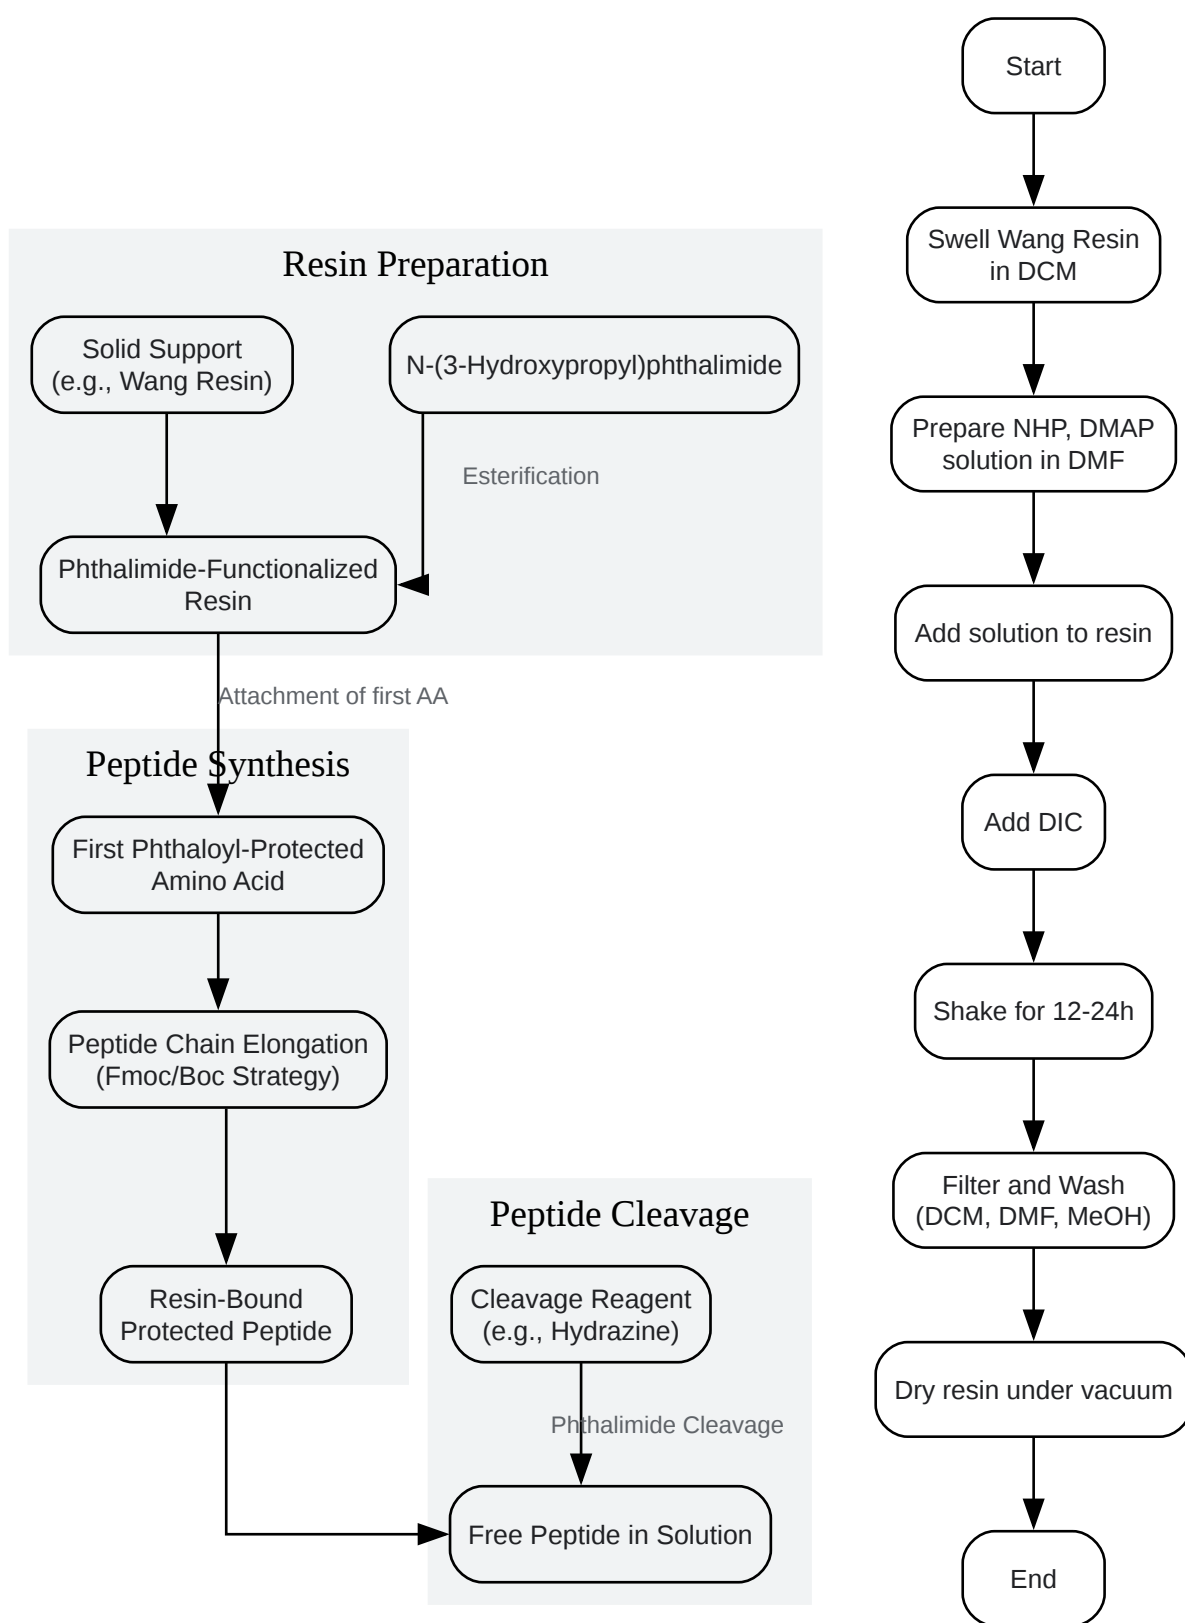 Resin Preparation
Solid Support
(e.g., Wang Resin)
N-(3-Hydroxypropyl)phthalimide
Esterification
Phthalimide-Functionalized
Resin
Attachment of first AA
Peptide Synthesis
First Phthaloyl-Protected
Amino Acid
Peptide Chain Elongation
(Fmoc/Boc Strategy)
Resin-Bound
Protected Peptide
Peptide Cleavage
Cleavage Reagent
(e.g., Hydrazine)
Phthalimide Cleavage
Free Peptide in Solution
Start
Swell Wang Resin
in DCM
Prepare NHP, DMAP
solution in DMF
Add solution to resin
Add DIC
Shake for 12-24h
Filter and Wash
(DCM, DMF, MeOH)
Dry resin under vacuum
End